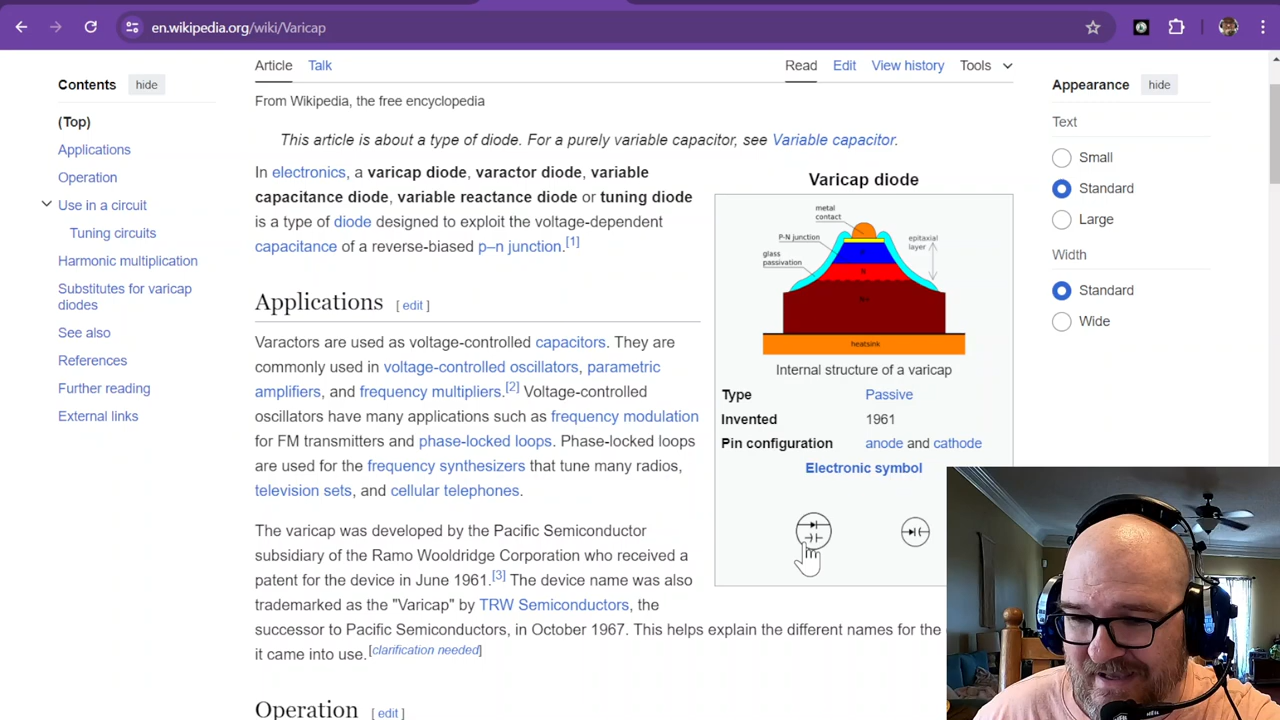 en.wikipedia.org/wiki/Varicap
Contents hide
(Top)
Applications
Operation
Use in a circuit
Tuning circuits
Harmonic multiplication
Substitutes for varicap
diodes
See also
References
Further reading
External links
Article Talk
Read Edit View history Tools
From Wikipedia, the free encyclopedia
This article is about a type of diode. For a purely variable capacitor, see Variable capacitor.
In electronics, a varicap diode, varactor diode, variable
capacitance diode, variable reactance diode or tuning diode
is a type of diode designed to exploit the voltage-dependent
capacitance of a reverse-biased p–n junction.[1]
Applications [ edit ]
Varactors are used as voltage-controlled capacitors. They are
commonly used in voltage-controlled oscillators, parametric
amplifiers, and frequency multipliers.[2] Voltage-controlled
oscillators have many applications such as frequency modulation
for FM transmitters and phase-locked loops. Phase-locked loops
are used for the frequency synthesizers that tune many radios,
television sets, and cellular telephones.
The varicap was developed by the Pacific Semiconductor
subsidiary of the Ramo Wooldridge Corporation who received a
patent for the device in June 1961.[3] The device name was also
trademarked as the "Varicap" by TRW Semiconductors, the
successor to Pacific Semiconductors, in October 1967. This helps explain the different names for the
it came into use.[clarification needed]
Operation [ edit ]
Varicap diode
metal
contact
P-N junction
epitaxial
layer
glass
passivation
N
N+
heatsink
Internal structure of a varicap
Type Passive
Invented 1961
Pin configuration anode and cathode
Electronic symbol
Appearance hide
Text
Small
Standard
Large
Width
Standard
Wide